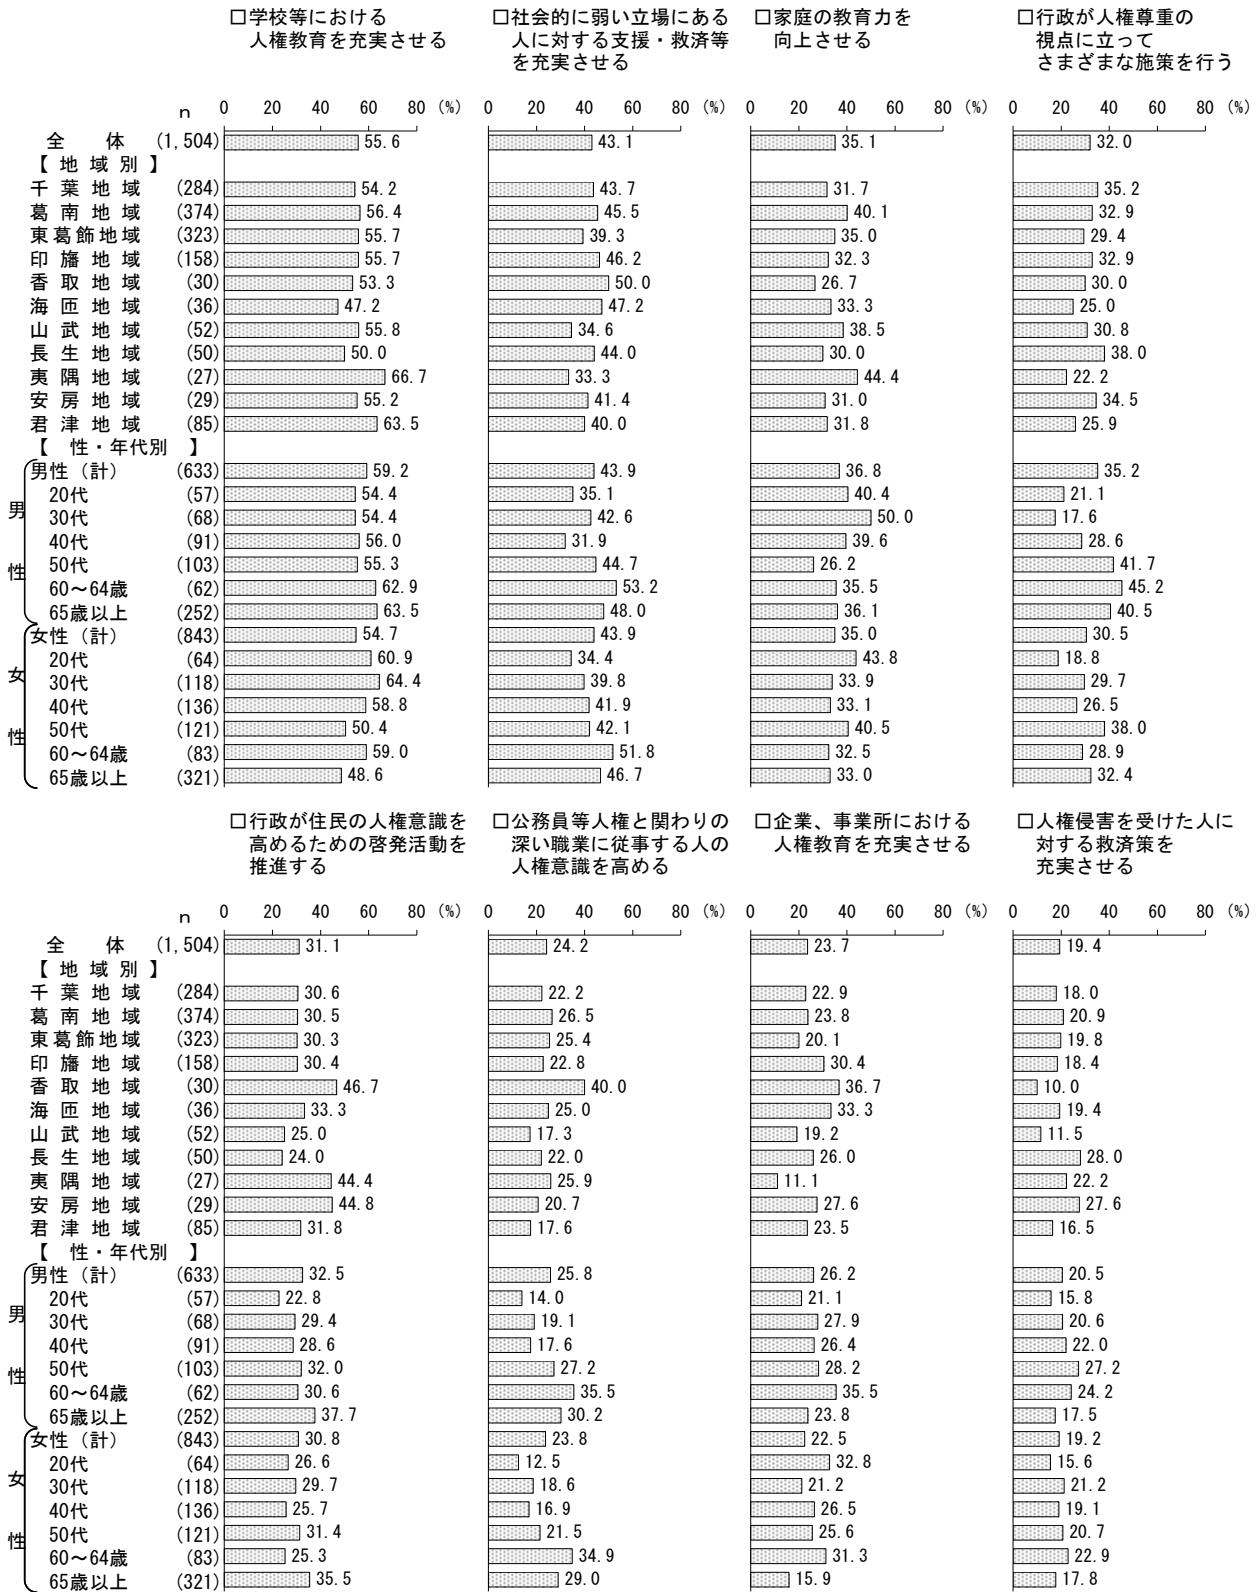 □学校等における
人権教育を充実させる
□社会的に弱い立場にある
人に対する支援・救済等
を充実させる
□家庭の教育力を
向上させる
□行政が人権尊重の
視点に立って
さまざまな施策を行う
n 0 20 40 60 80 (%) 0 20 40 60 80 (%) 0 20 40 60 80 (%) 0 20 40 60 80 (%)
全体 (1,504) 55.6 43.1 35.1 32.0
【地域別】
千葉地域 (284) 54.2 43.7 31.7 35.2
葛南地域 (374) 56.4 45.5 40.1 32.9
東葛飾地域 (323) 55.7 39.3 35.0 29.4
印旛地域 (158) 55.7 46.2 32.3 32.9
香取地域 (30) 53.3 50.0 26.7 30.0
海匝地域 (36) 47.2 47.2 33.3 25.0
山武地域 (52) 55.8 34.6 38.5 30.8
長生地域 (50) 50.0 44.0 30.0 38.0
夷隅地域 (27) 66.7 33.3 44.4 22.2
安房地域 (29) 55.2 41.4 31.0 34.5
君津地域 (85) 63.5 40.0 31.8 25.9
【性・年代別】
男性
男性(計) (633) 59.2 43.9 36.8 35.2
20代 (57) 54.4 35.1 40.4 21.1
30代 (68) 54.4 42.6 50.0 17.6
40代 (91) 56.0 31.9 39.6 28.6
50代 (103) 55.3 44.7 26.2 41.7
60～64歳 (62) 62.9 53.2 35.5 45.2
65歳以上 (252) 63.5 48.0 36.1 40.5
女性
女性(計) (843) 54.7 43.9 35.0 30.5
20代 (64) 60.9 34.4 43.8 18.8
30代 (118) 64.4 39.8 33.9 29.7
40代 (136) 58.8 41.9 33.1 26.5
50代 (121) 50.4 42.1 40.5 38.0
60～64歳 (83) 59.0 51.8 32.5 28.9
65歳以上 (321) 48.6 46.7 33.0 32.4
□行政が住民の人権意識を
高めるための啓発活動を
推進する
□公務員等人権と関わりの
深い職業に従事する人の
人権意識を高める
□企業、事業所における
人権教育を充実させる
□人権侵害を受けた人に
対する救済策を
充実させる
n 0 20 40 60 80 (%) 0 20 40 60 80 (%) 0 20 40 60 80 (%) 0 20 40 60 80 (%)
全体 (1,504) 31.1 24.2 23.7 19.4
【地域別】
千葉地域 (284) 30.6 22.2 22.9 18.0
葛南地域 (374) 30.5 26.5 23.8 20.9
東葛飾地域 (323) 30.3 25.4 20.1 19.8
印旛地域 (158) 30.4 22.8 30.4 18.4
香取地域 (30) 46.7 40.0 36.7 10.0
海匝地域 (36) 33.3 25.0 33.3 19.4
山武地域 (52) 25.0 17.3 19.2 11.5
長生地域 (50) 24.0 22.0 26.0 28.0
夷隅地域 (27) 44.4 25.9 11.1 22.2
安房地域 (29) 44.8 20.7 27.6 27.6
君津地域 (85) 31.8 17.6 23.5 16.5
【性・年代別】
男性
男性(計) (633) 32.5 25.8 26.2 20.5
20代 (57) 22.8 14.0 21.1 15.8
30代 (68) 29.4 19.1 27.9 20.6
40代 (91) 28.6 17.6 26.4 22.0
50代 (103) 32.0 27.2 28.2 27.2
60～64歳 (62) 30.6 35.5 35.5 24.2
65歳以上 (252) 37.7 30.2 23.8 17.5
女性
女性(計) (843) 30.8 23.8 22.5 19.2
20代 (64) 26.6 12.5 32.8 15.6
30代 (118) 29.7 18.6 21.2 21.2
40代 (136) 25.7 16.9 26.5 19.1
50代 (121) 31.4 21.5 25.6 20.7
60～64歳 (83) 25.3 34.9 31.3 22.9
65歳以上 (321) 35.5 29.0 15.9 17.8